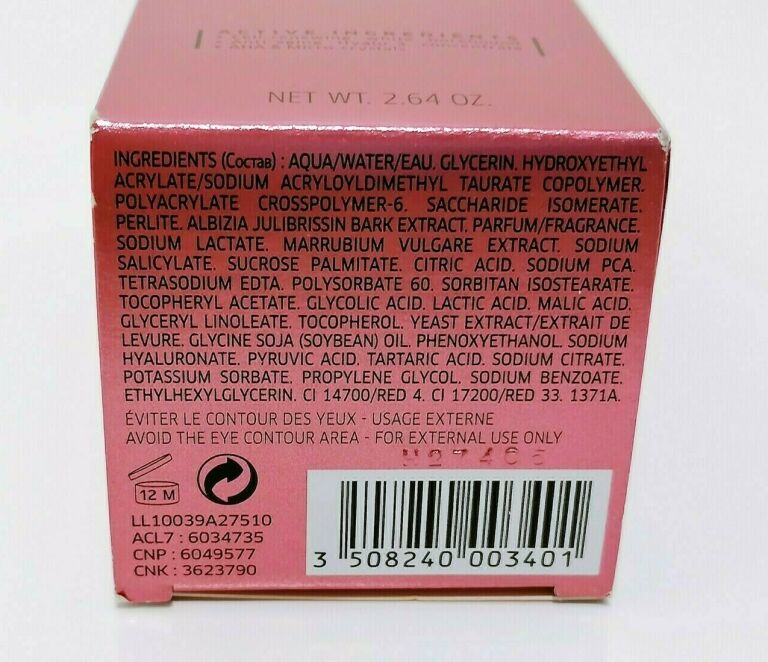 ACTIVE INGREDIENTS
NET WT. 2.64 OZ.
INGREDIENTS (Состав) : AQUA/WATER/EAU. GLYCERIN. HYDROXYETHYL
ACRYLATE/SODIUM ACRYLOYLDIMETHYL TAURATE COPOLYMER.
POLYACRYLATE CROSSPOLYMER-6. SACCHARIDE ISOMERATE.
PERLITE. ALBIZIA JULIBRISSIN BARK EXTRACT. PARFUM/FRAGRANCE.
SODIUM LACTATE. MARRUBIUM VULGARE EXTRACT. SODIUM
SALICYLATE. SUCROSE PALMITATE. CITRIC ACID. SODIUM PCA.
TETRASODIUM EDTA. POLYSORBATE 60. SORBITAN ISOSTEARATE.
TOCOPHERYL ACETATE. GLYCOLIC ACID. LACTIC ACID. MALIC ACID.
GLYCERYL LINOLEATE. TOCOPHEROL. YEAST EXTRACT/EXTRAIT DE
LEVURE. GLYCINE SOJA (SOYBEAN) OIL. PHENOXYETHANOL. SODIUM
HYALURONATE. PYRUVIC ACID. TARTARIC ACID. SODIUM CITRATE.
POTASSIUM SORBATE. PROPYLENE GLYCOL. SODIUM BENZOATE.
ETHYLHEXYLGLYCERIN. CI 14700/RED 4. CI 17200/RED 33. 1371A.
ÉVITER LE CONTOUR DES YEUX - USAGE EXTERNE
AVOID THE EYE CONTOUR AREA - FOR EXTERNAL USE ONLY
12 M
LL10039A27510
ACL7 : 6034735
CNP : 6049577
CNK : 3623790
3 508240 003401